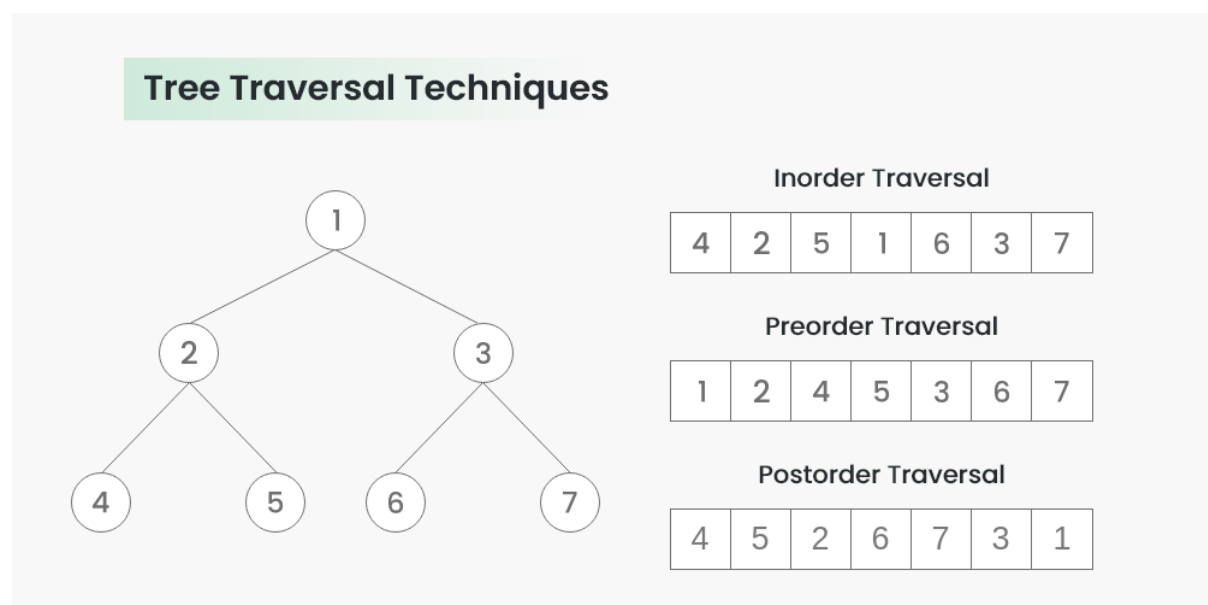 Tree Traversal Techniques
1
2 3
4 5 6 7
Inorder Traversal
4 2 5 1 6 3 7
Preorder Traversal
1 2 4 5 3 6 7
Postorder Traversal
4 5 2 6 7 3 1